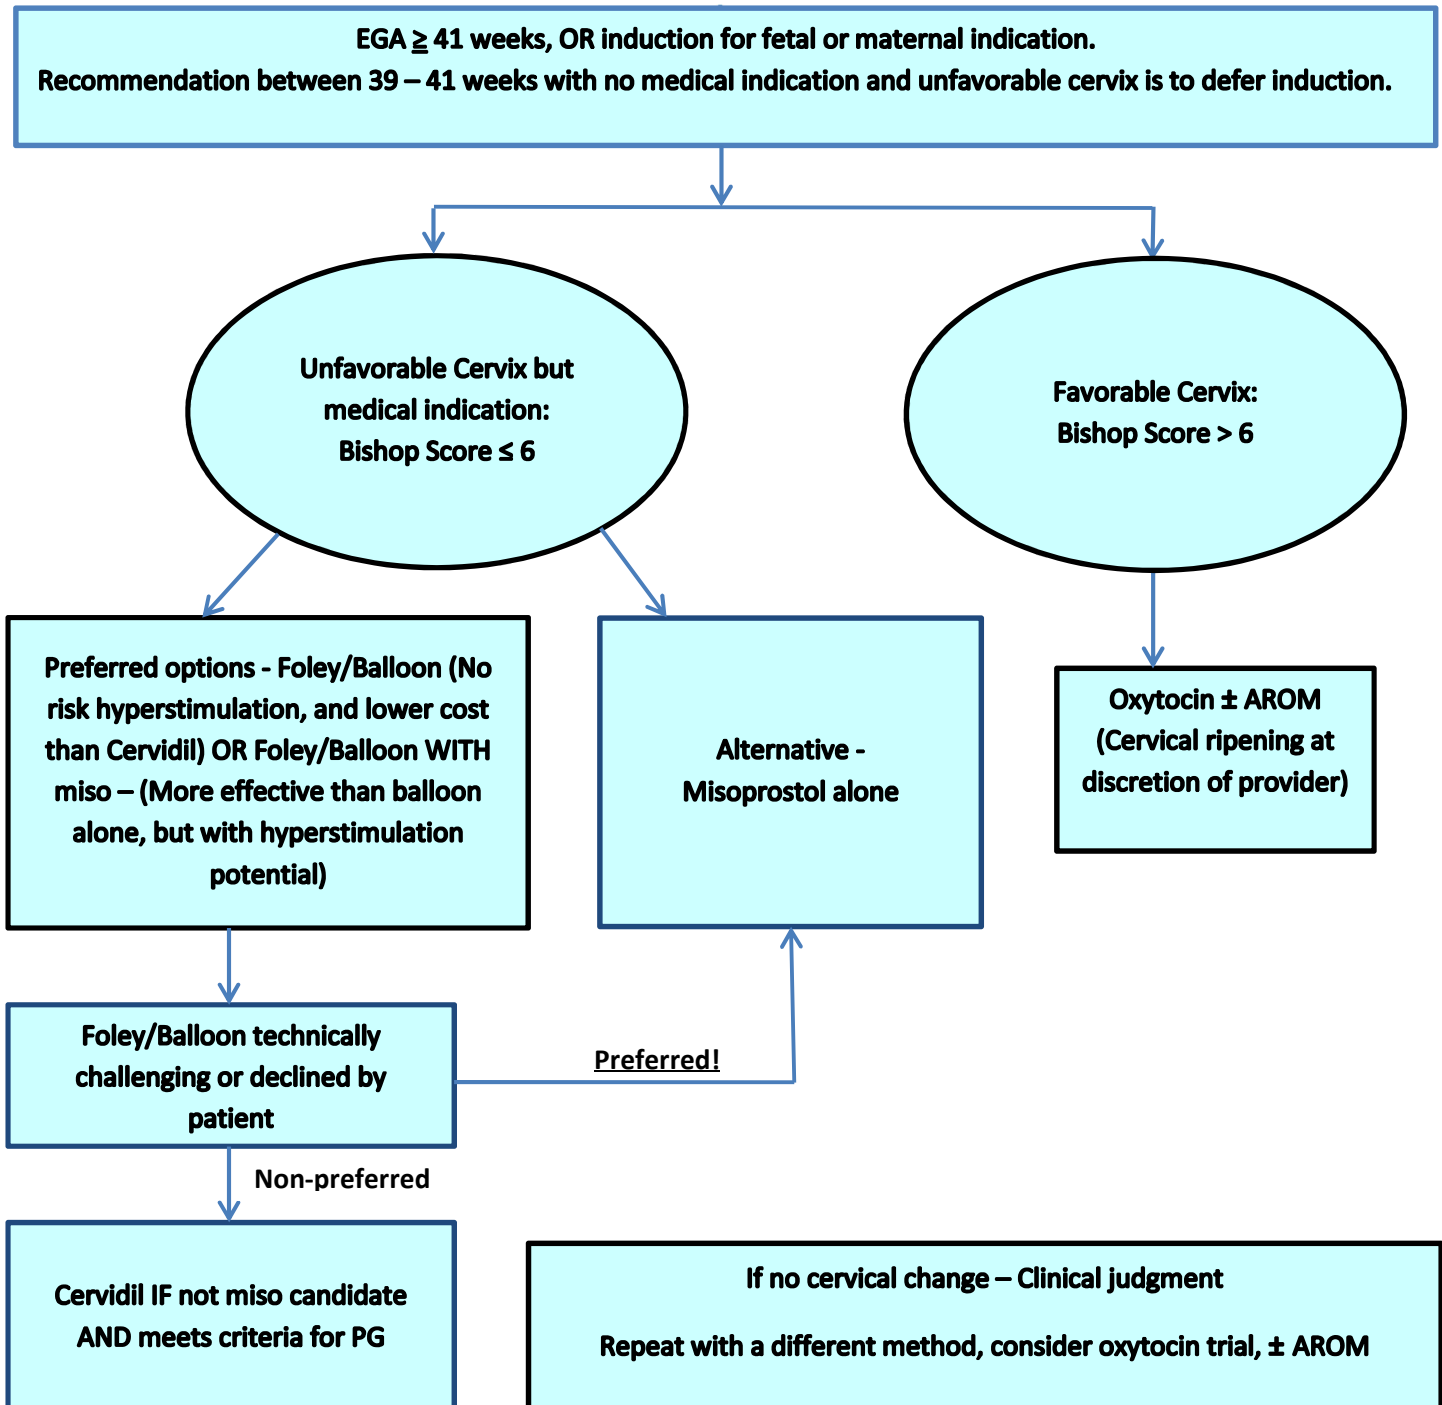 EGA ≥ 41 weeks, OR induction for fetal or maternal indication.
Recommendation between 39 – 41 weeks with no medical indication and unfavorable cervix is to defer induction.
Unfavorable Cervix but
medical indication:
Bishop Score ≤ 6
Favorable Cervix:
Bishop Score > 6
Preferred options - Foley/Balloon (No
risk hyperstimulation, and lower cost
than Cervidil) OR Foley/Balloon WITH
miso – (More effective than balloon
alone, but with hyperstimulation
potential)
Alternative -
Misoprostol alone
Oxytocin ± AROM
(Cervical ripening at
discretion of provider)
Foley/Balloon technically
challenging or declined by
patient
Preferred!
Non-preferred
Cervidil IF not miso candidate
AND meets criteria for PG
If no cervical change – Clinical judgment
Repeat with a different method, consider oxytocin trial, ± AROM